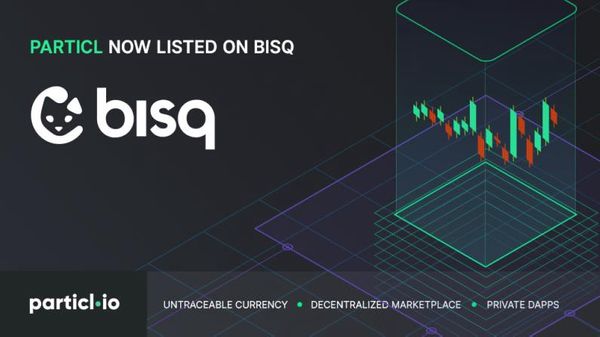 PARTICL NOW LISTED ON BISQ
bisq
particl.io
UNTRACEABLE CURRENCY • DECENTRALIZED MARKETPLACE • PRIVATE DAPPS